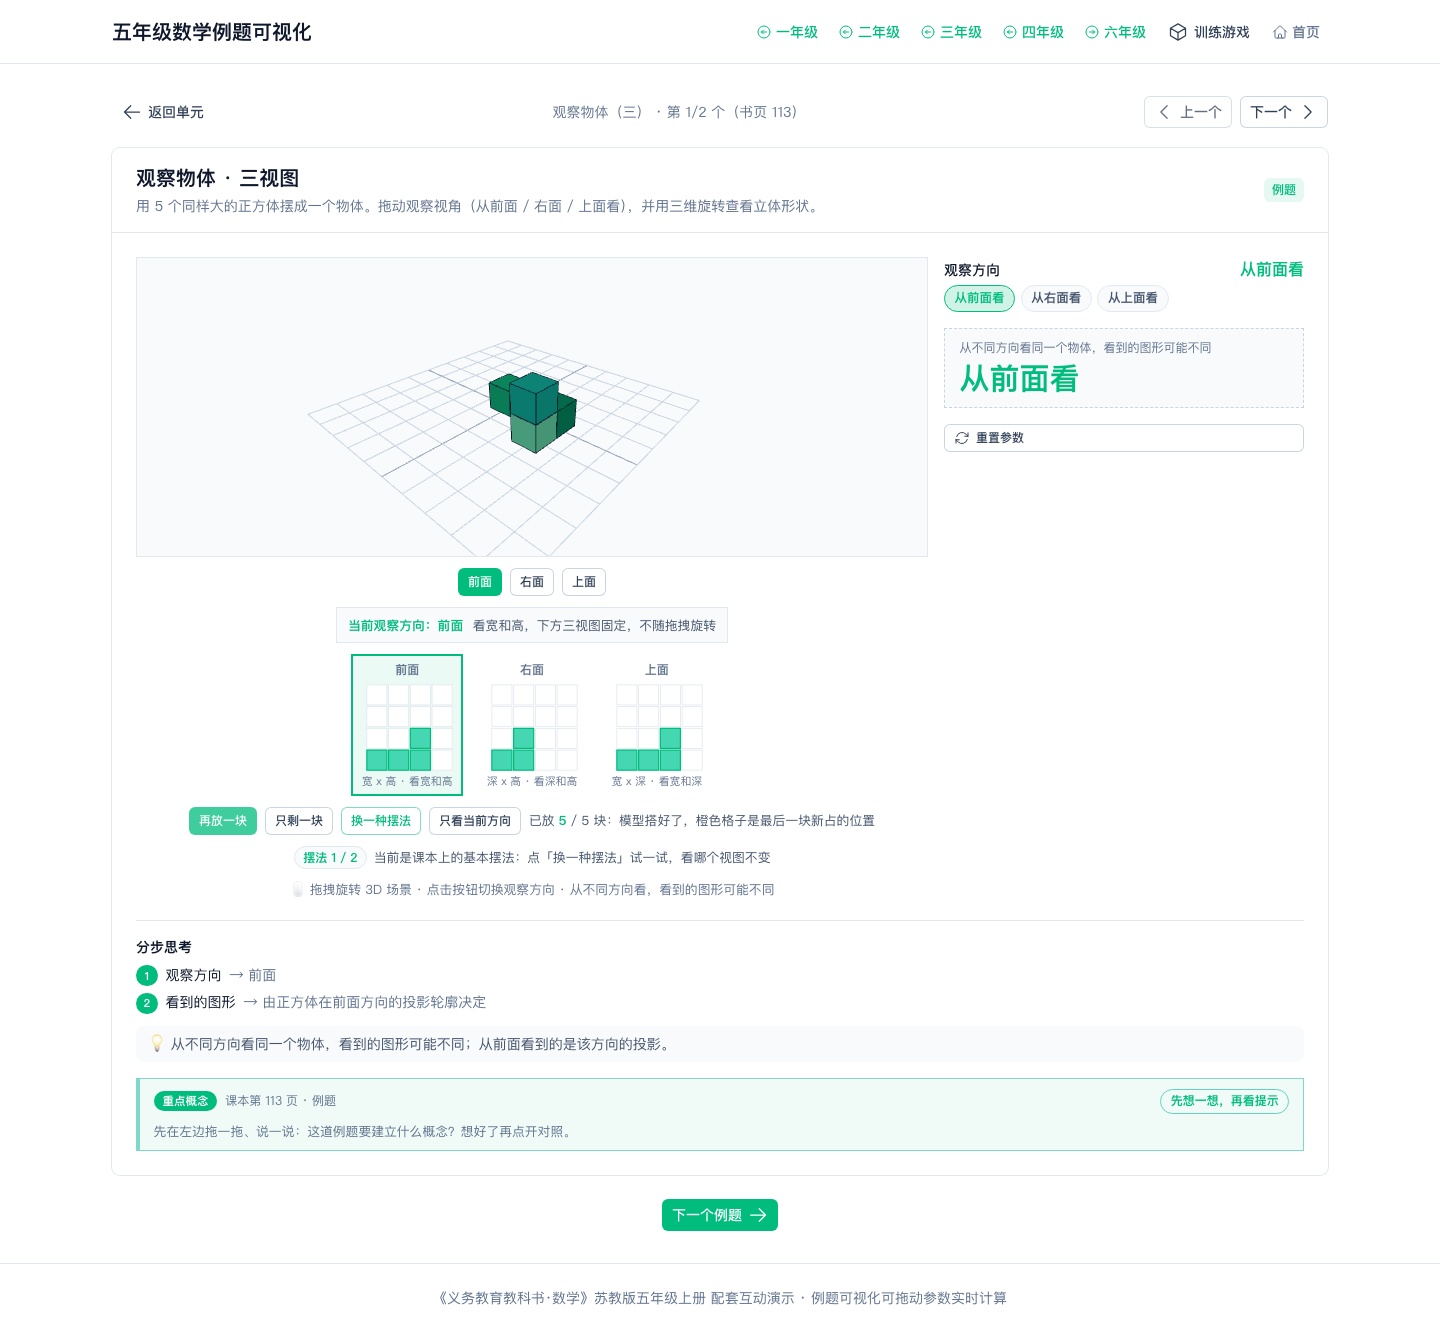 五年级数学例题可视化
一年级
二年级
三年级
四年级
六年级
训练游戏
首页
返回单元
观察物体（三） · 第 1/2 个（书页 113）
上一个
下一个
观察物体 · 三视图
用 5 个同样大的正方体摆成一个物体。拖动观察视角（从前面 / 右面 / 上面看），并用三维旋转查看立体形状。
例题
观察方向
从前面看
从前面看
从右面看
从上面看
从不同方向看同一个物体，看到的图形可能不同
从前面看
重置参数
前面
右面
上面
当前观察方向：前面 看宽和高，下方三视图固定，不随拖拽旋转
前面
右面
上面
宽 x 高 · 看宽和高
深 x 高 · 看深和高
宽 x 深 · 看宽和深
再放一块
只剩一块
换一种摆法
只看当前方向
已放 5 / 5 块：模型搭好了，橙色格子是最后一块新占的位置
摆法 1 / 2
当前是课本上的基本摆法：点「换一种摆法」试一试，看哪个视图不变
拖拽旋转 3D 场景 · 点击按钮切换观察方向 · 从不同方向看，看到的图形可能不同
分步思考
1 观察方向 → 前面
2 看到的图形 → 由正方体在前面方向的投影轮廓决定
从不同方向看同一个物体，看到的图形可能不同；从前面看到的是该方向的投影。
重点概念
课本第 113 页 · 例题
先想一想，再看提示
先在左边拖一拖、说一说：这道例题要建立什么概念？想好了再点开对照。
下一个例题 →
《义务教育教科书·数学》苏教版五年级上册 配套互动演示 · 例题可视化可拖动参数实时计算